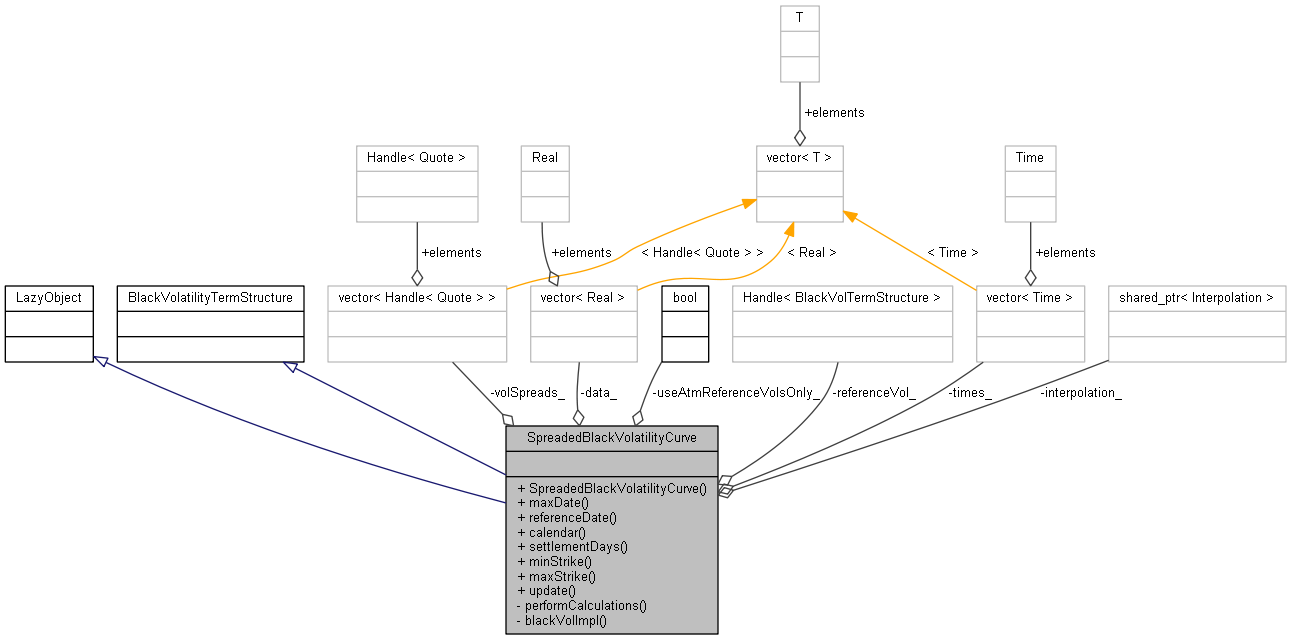 T
+elements
Handle< Quote >
Real
vector< T >
Time
+elements
+elements
< Handle< Quote > >
< Real >
< Time >
+elements
LazyObject
BlackVolatilityTermStructure
vector< Handle< Quote > >
vector< Real >
bool
Handle< BlackVolTermStructure >
vector< Time >
shared_ptr< Interpolation >
-volSpreads_
-data_
-useAtmReferenceVolsOnly_
-referenceVol_
-times_
-interpolation_
SpreadedBlackVolatilityCurve
+ SpreadedBlackVolatilityCurve()
+ maxDate()
+ referenceDate()
+ calendar()
+ settlementDays()
+ minStrike()
+ maxStrike()
+ update()
- performCalculations()
- blackVolImpl()